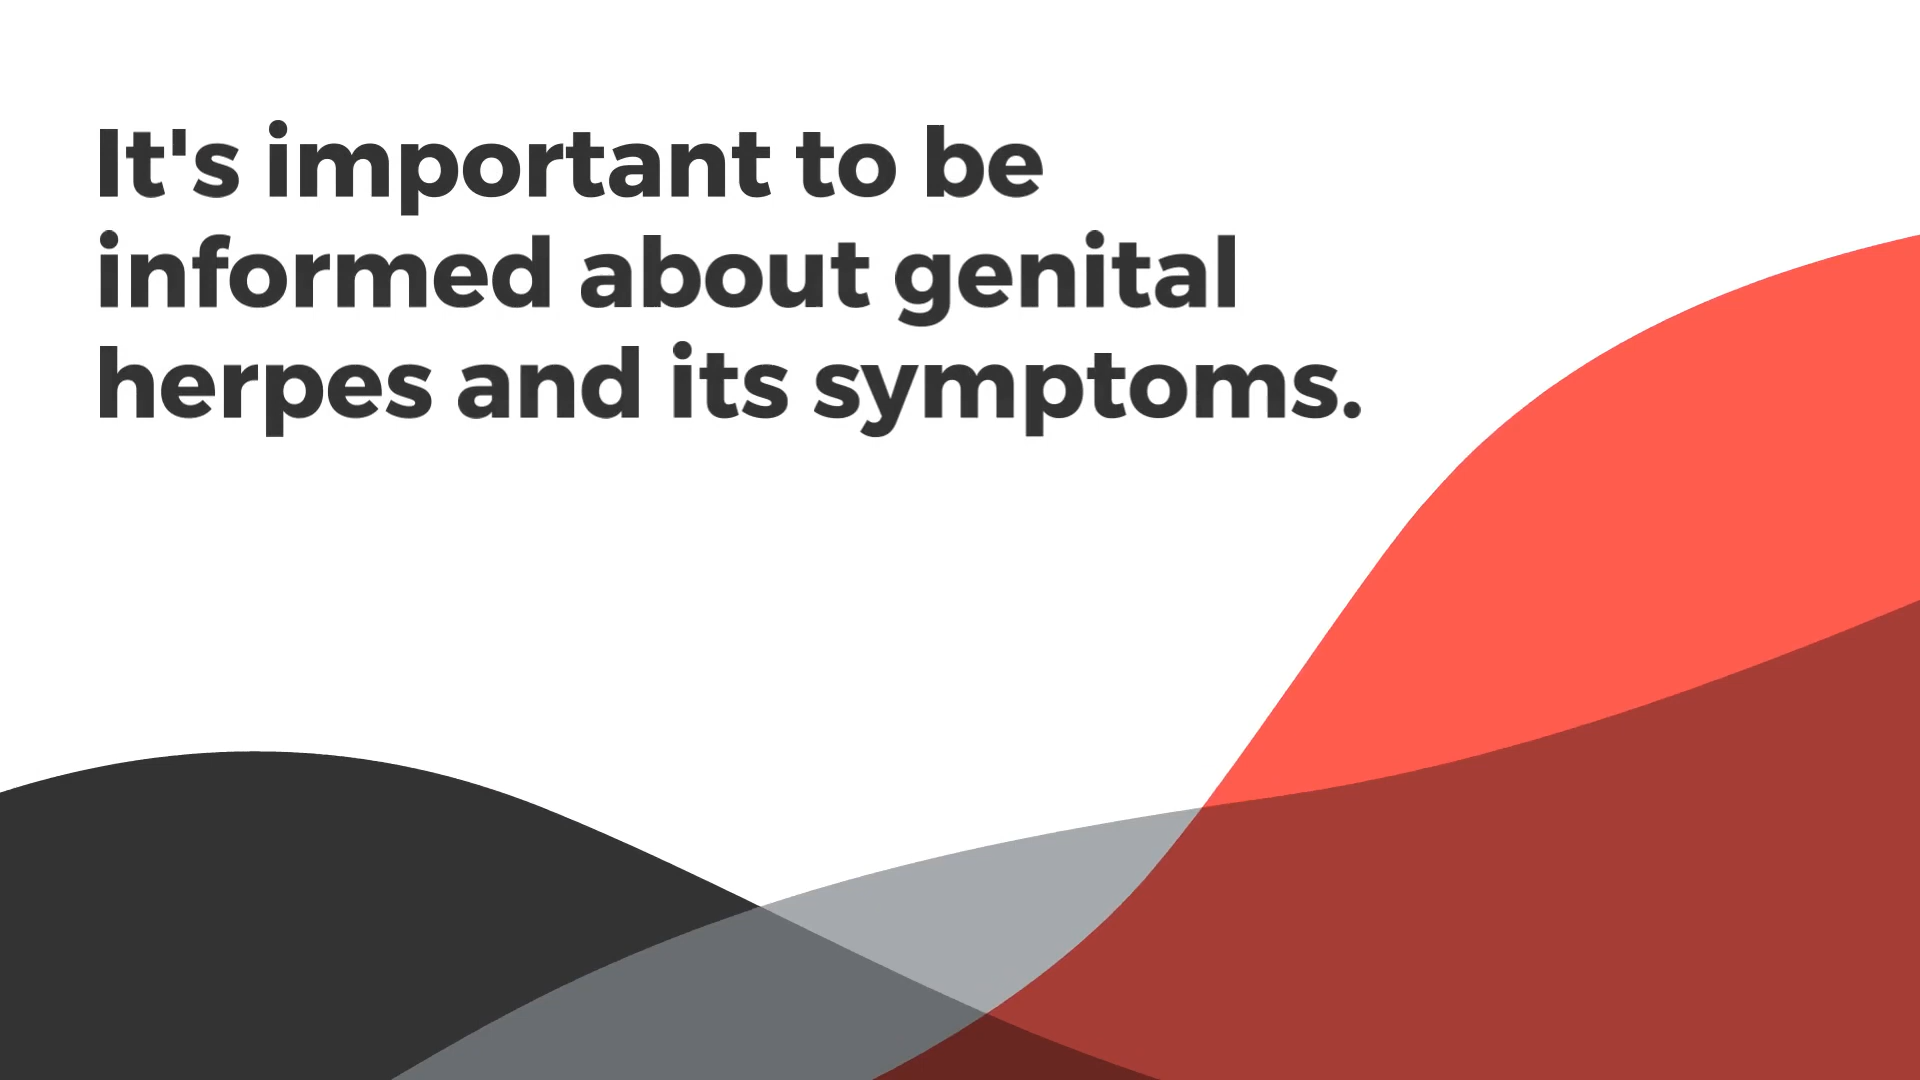 It's important to be
informed about genital
herpes and its symptoms.